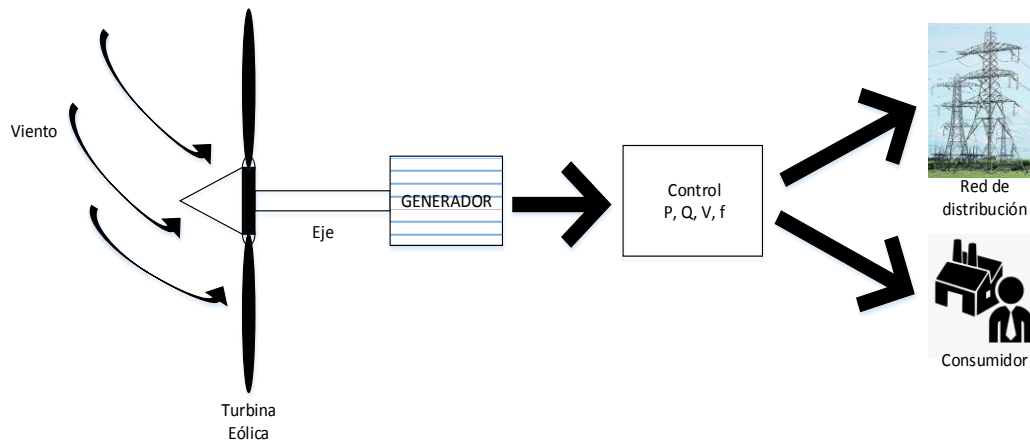 Viento
Turbina
Eólica
Eje
GENERADOR
Control
P, Q, V, f
Red de
distribución
Consumidor